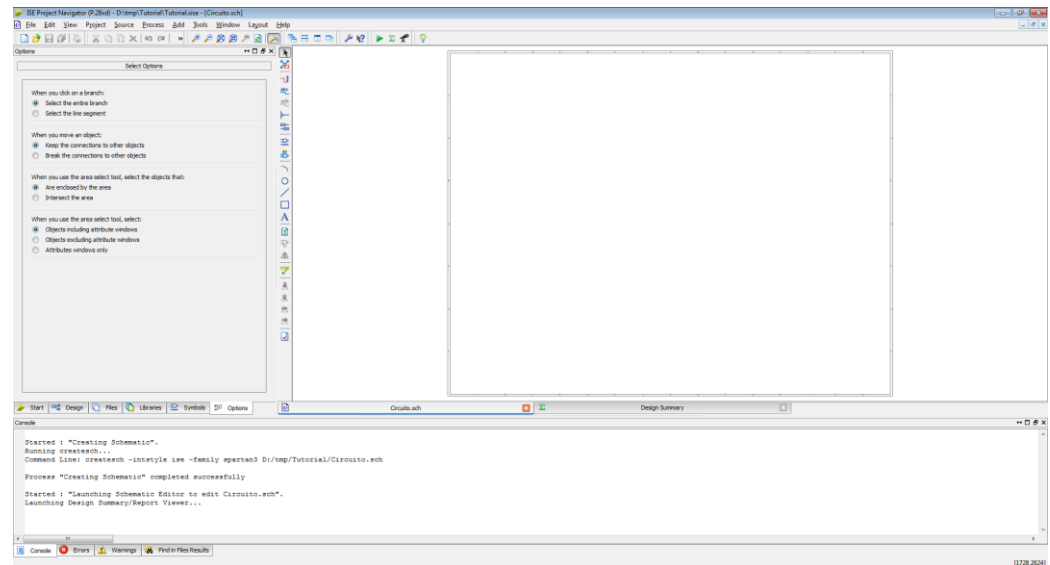 ISE Project Navigator (P.28xd) - D:\tmp\Tutorial\Tutorial.xise - [Circuito.sch]
File Edit View Project Source Process Add Tools Window Layout Help
Options
Select Options
When you click on a branch:
Select the entire branch
Select the line segment
When you move an object:
Keep the connections to other objects
Break the connections to other objects
When you use the area select tool, select the objects that:
Are enclosed by the area
Intersect the area
When you use the area select tool, select:
Objects including attribute windows
Objects excluding attribute windows
Attributes windows only
Start Design Files Libraries Symbols Options
Circuito.sch Design Summary
Console
Started : "Creating Schematic".
Running createsch...
Command Line: createsch -intstyle ise -family spartan3 D:/tmp/Tutorial/Circuito.sch
Process "Creating Schematic" completed successfully
Started : "Launching Schematic Editor to edit Circuito.sch".
Launching Design Summary/Report Viewer...
Console Errors Warnings Find in Files Results
[1728,2624]